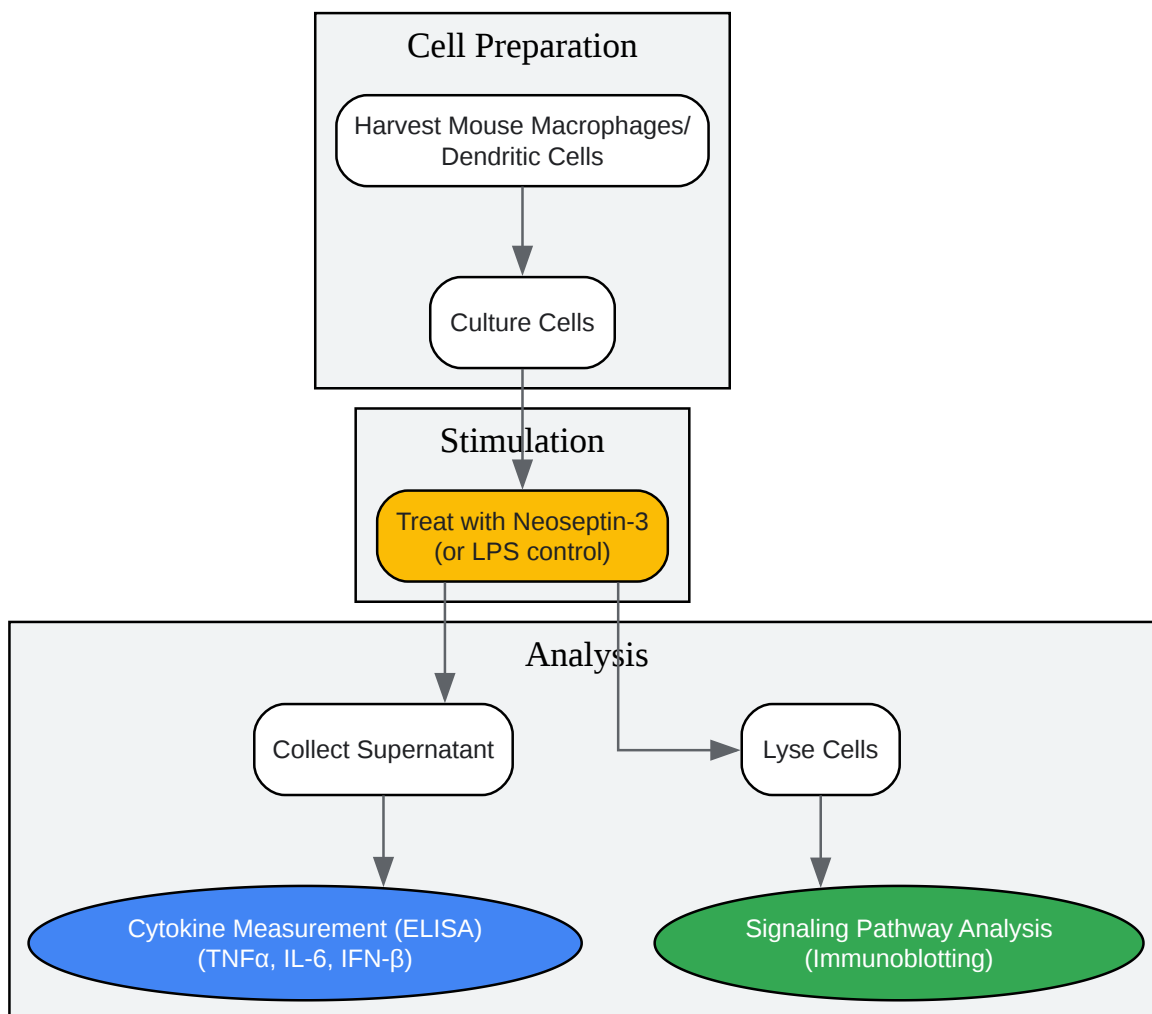 Cell Preparation
Harvest Mouse Macrophages/
Dendritic Cells
Culture Cells
Stimulation
Treat with Neoseptin-3
(or LPS control)
Analysis
Collect Supernatant
Lyse Cells
Cytokine Measurement (ELISA)
(TNFα, IL-6, IFN-β)
Signaling Pathway Analysis
(Immunoblotting)